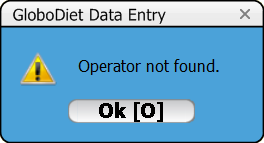 GloboDiet Data Entry
Operator not found.
Ok [O]